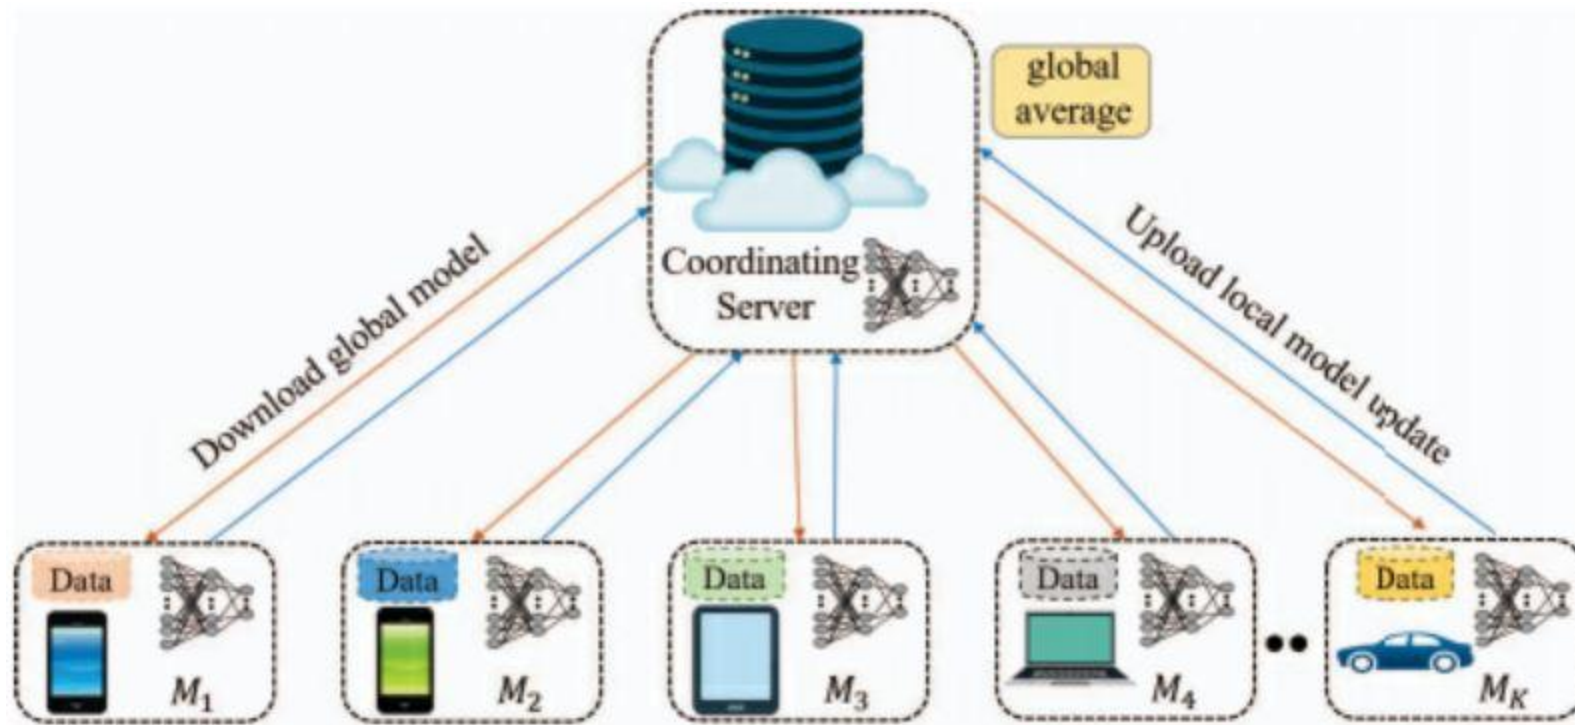 global
average
Coordinating
Server
Download global model
Upload local model update
Data
M₁
Data
M₂
Data
M₃
Data
M₄
Data
M_K